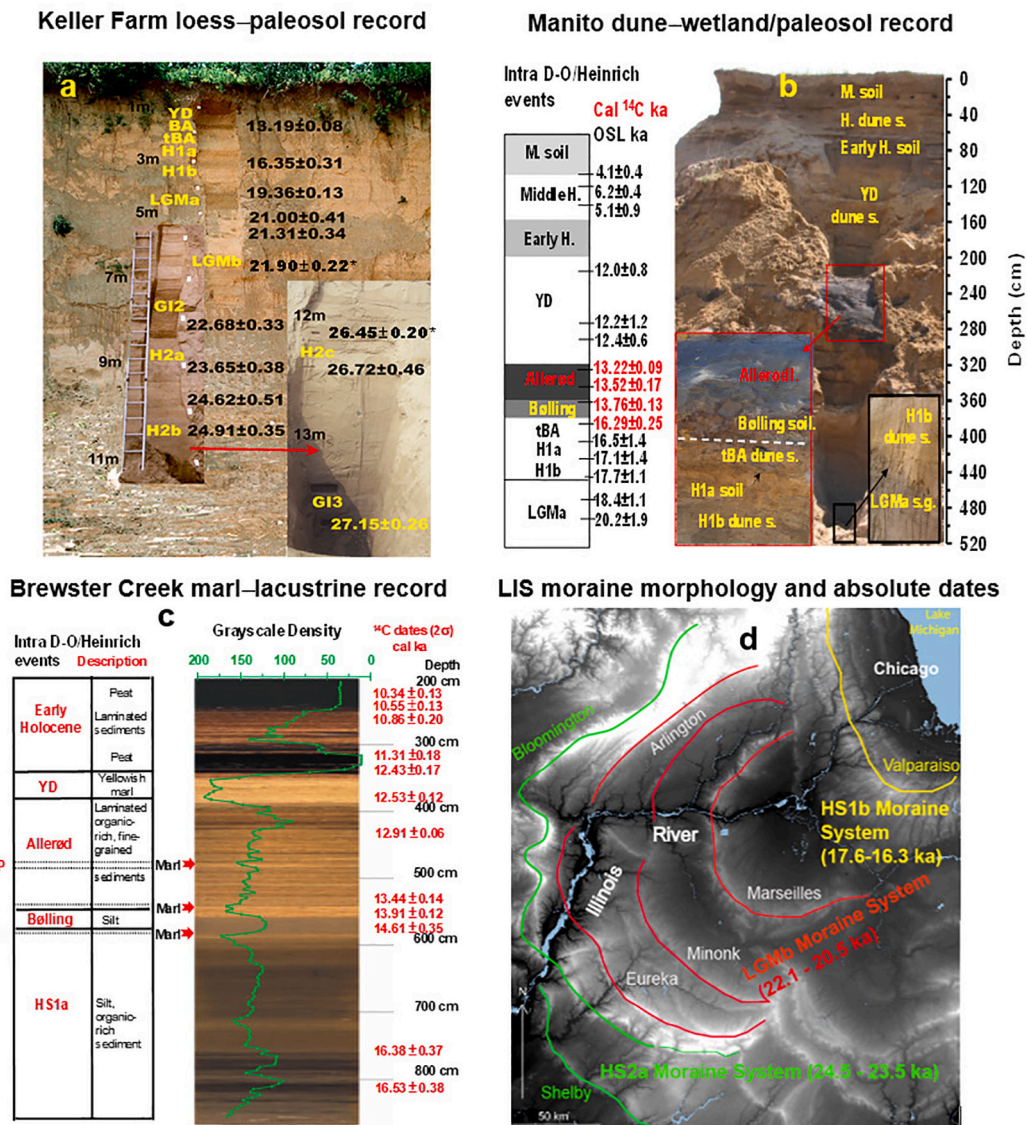 Keller Farm loess–paleosol record
a
1m
YD
BA
tBA
H1a
3m
H1b
LGMa
5m
LGMb
7m
GI2
H2a
9m
H2b
11m
13.19±0.08
16.35±0.31
19.36±0.13
21.00±0.41
21.31±0.34
21.90±0.22*
22.68±0.33
23.65±0.38
24.62±0.51
24.91±0.35
12m
26.45±0.20*
H2c
26.72±0.46
13m
GI3
27.15±0.26
Manito dune–wetland/paleosol record
Intra D-O/Heinrich
events
Cal ¹⁴C ka
OSL ka
M. soil
4.1±0.4
Middle H.
6.2±0.4
5.1±0.9
Early H.
12.0±0.8
YD
12.2±1.2
12.4±0.6
13.22±0.09
Allerød
13.52±0.17
Bølling
13.76±0.13
16.29±0.25
tBA
16.5±1.4
H1a
17.1±1.4
H1b
17.7±1.1
LGMa
18.4±1.1
20.2±1.9
b
M. soil
H. dune s.
Early H. soil
YD
dune s.
Allerød l.
Bølling soil.
tBA dune s.
H1a soil
H1b dune s.
H1b
dune s.
LGMa s.g.
0
40
80
120
160
200
240
280
320
360
400
440
480
520
Depth (cm)
Brewster Creek marl–lacustrine record
c
Intra D-O/Heinrich
events
Description
Grayscale Density
200 150 100 50 0
¹⁴C dates (2σ)
cal ka
Depth
200 cm
Early
Holocene
Peat
Laminated
sediments
Peat
YD
Yellowish
marl
Allerød
Laminated
organic-
rich, fine-
grained
sediments
Bølling
Silt
HS1a
Silt,
organic-
rich
sediment
Marl
Marl
Marl
10.34±0.13
10.55±0.13
10.86±0.20
300 cm
11.31±0.18
12.43±0.17
12.53±0.12
400 cm
12.91±0.06
500 cm
13.44±0.14
13.91±0.12
14.61±0.35
600 cm
700 cm
16.38±0.37
800 cm
16.53±0.38
LIS moraine morphology and absolute dates
d
Lake
Michigan
Chicago
Bloomington
Arlington
Valparaiso
HS1b Moraine
System
(17.6-16.3 ka)
River
Illinois
Marseilles
LGMb Moraine System
(22.1 - 20.5 ka)
Minonk
Eureka
N
HS2a Moraine System (24.5 - 23.5 ka)
Shelby
50 km